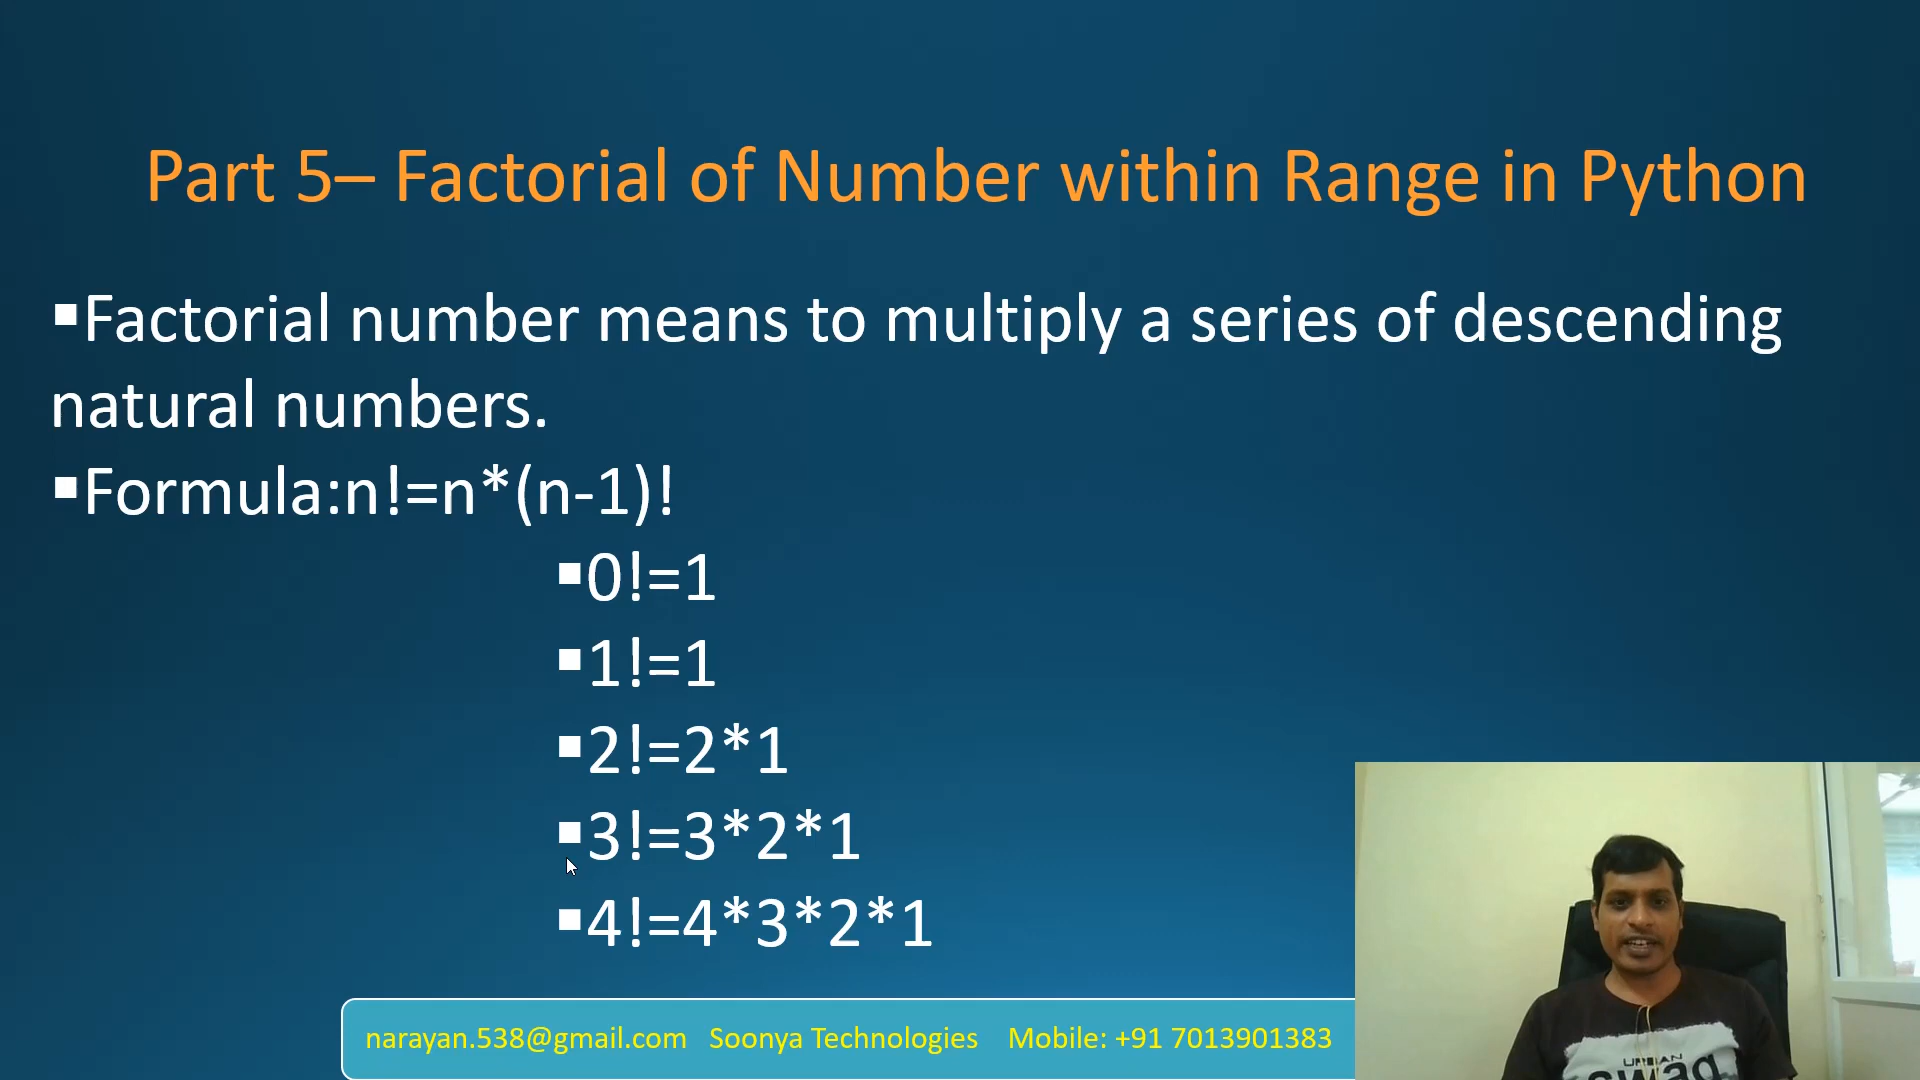 Part 5– Factorial of Number within Range in Python
▪Factorial number means to multiply a series of descending
natural numbers.
▪Formula:n!=n*(n-1)!
▪0!=1
▪1!=1
▪2!=2*1
▪3!=3*2*1
▪4!=4*3*2*1
narayan.538@gmail.com Soonya Technologies Mobile: +91 7013901383
URBAN
swag